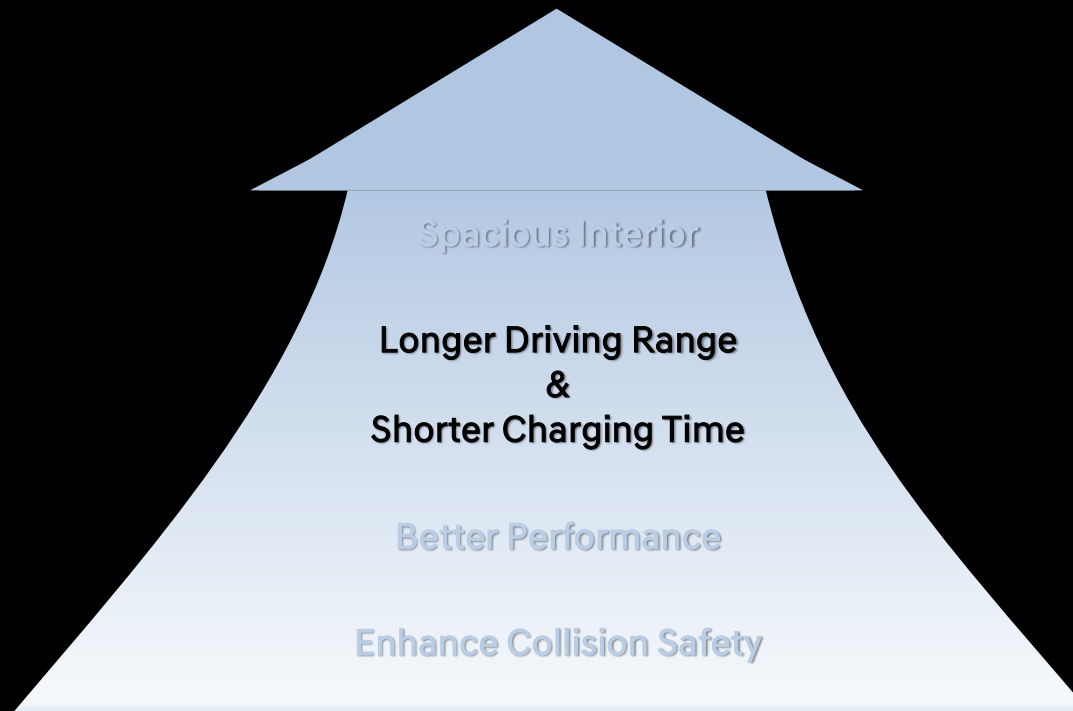 Spacious Interior
Longer Driving Range
&
Shorter Charging Time
Better Performance
Enhance Collision Safety